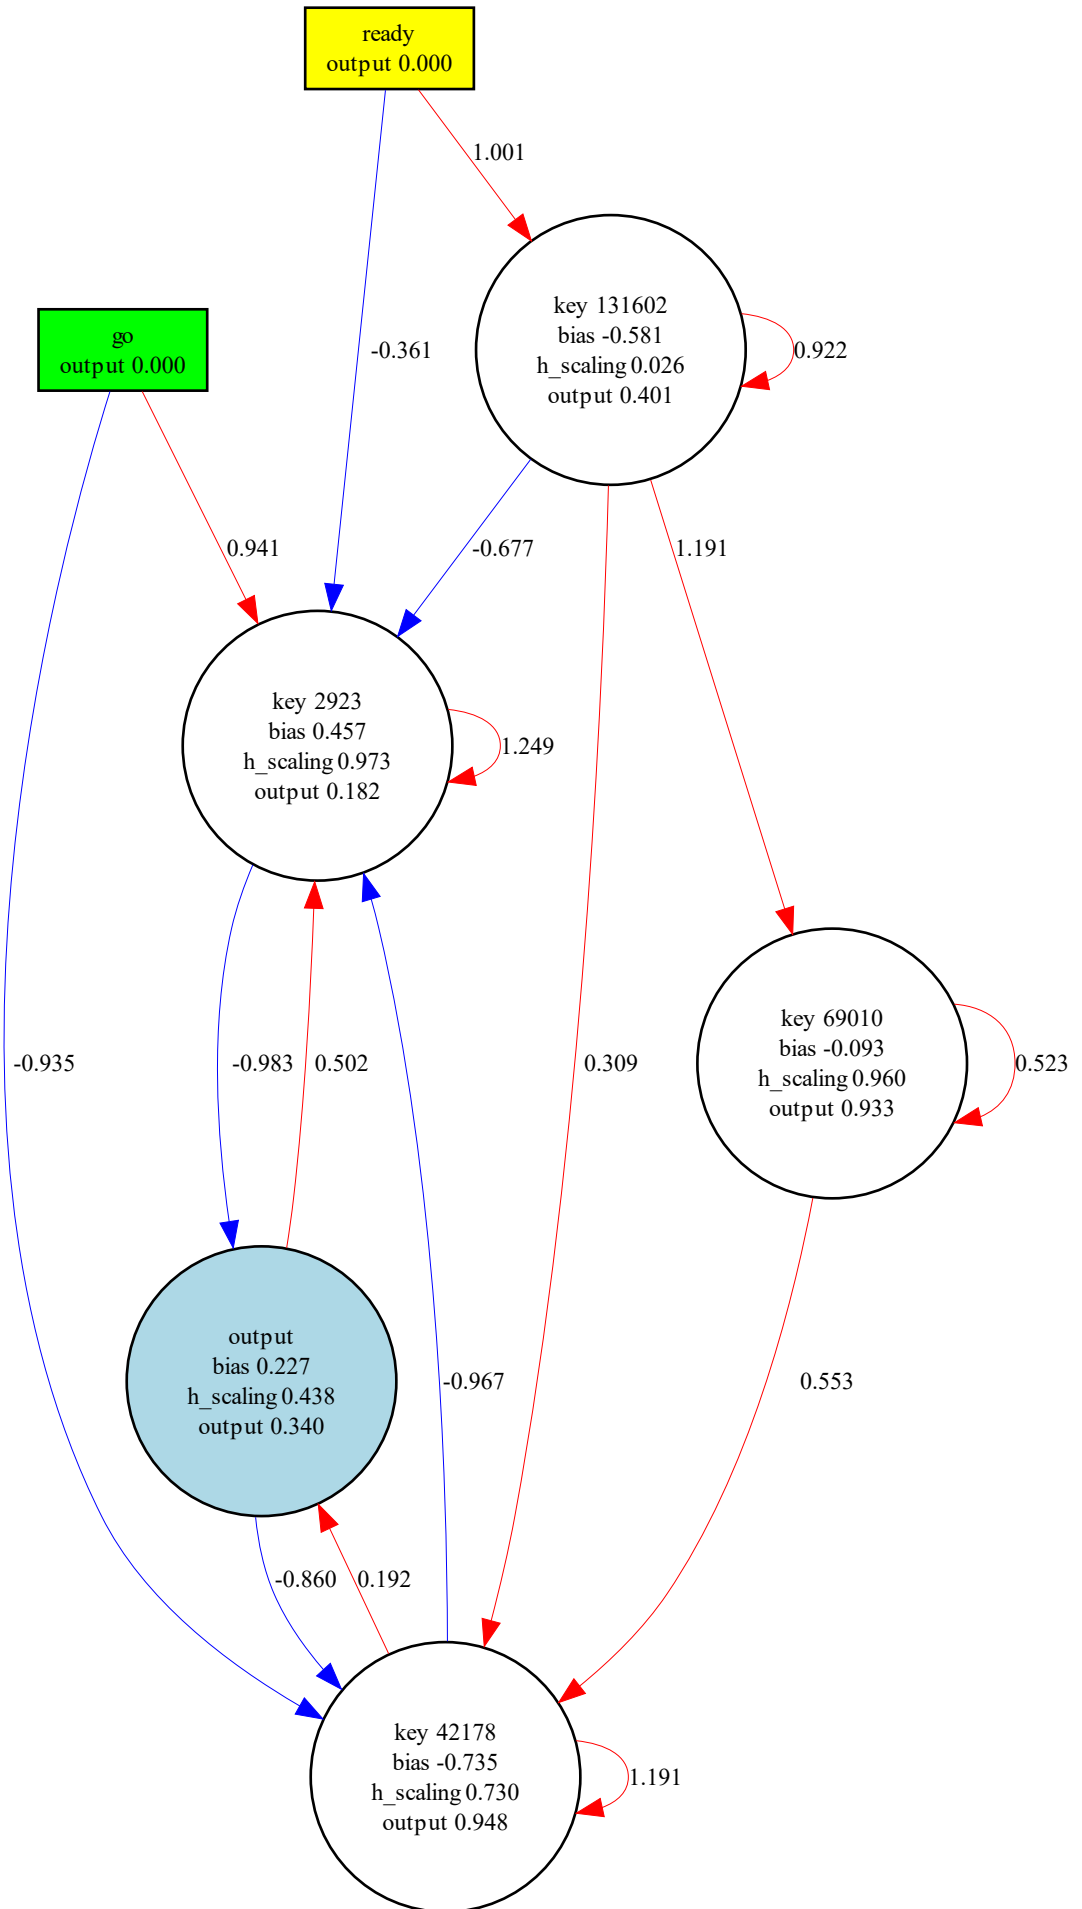 ready
output 0.000
1.001
key 131602
bias -0.581
h_scaling 0.026
output 0.401
0.922
go
output 0.000
-0.361
0.941
-0.677
1.191
key 2923
bias 0.457
h_scaling 0.973
output 0.182
1.249
key 69010
bias -0.093
h_scaling 0.960
output 0.933
0.523
-0.935
-0.983
0.502
0.309
output
bias 0.227
h_scaling 0.438
output 0.340
-0.967
0.553
-0.860
0.192
key 42178
bias -0.735
h_scaling 0.730
output 0.948
1.191